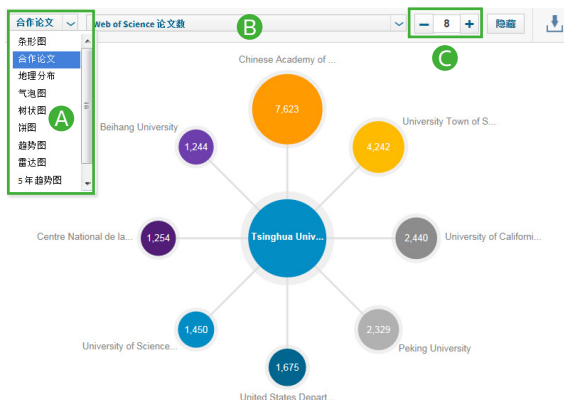 合作论文
Web of Science 论文数
B
8
隐藏
条形图
合作论文
地理分布
气泡图
树状图
A
饼图
趋势图
雷达图
5 年趋势图
C
Chinese Academy of ...
7,623
University Town of S...
4,242
Beihang University
1,244
Centre National de la...
1,254
Tsinghua Univ...
2,440
University of Californi...
1,450
University of Science...
2,329
Peking University
1,675
United States Depart...